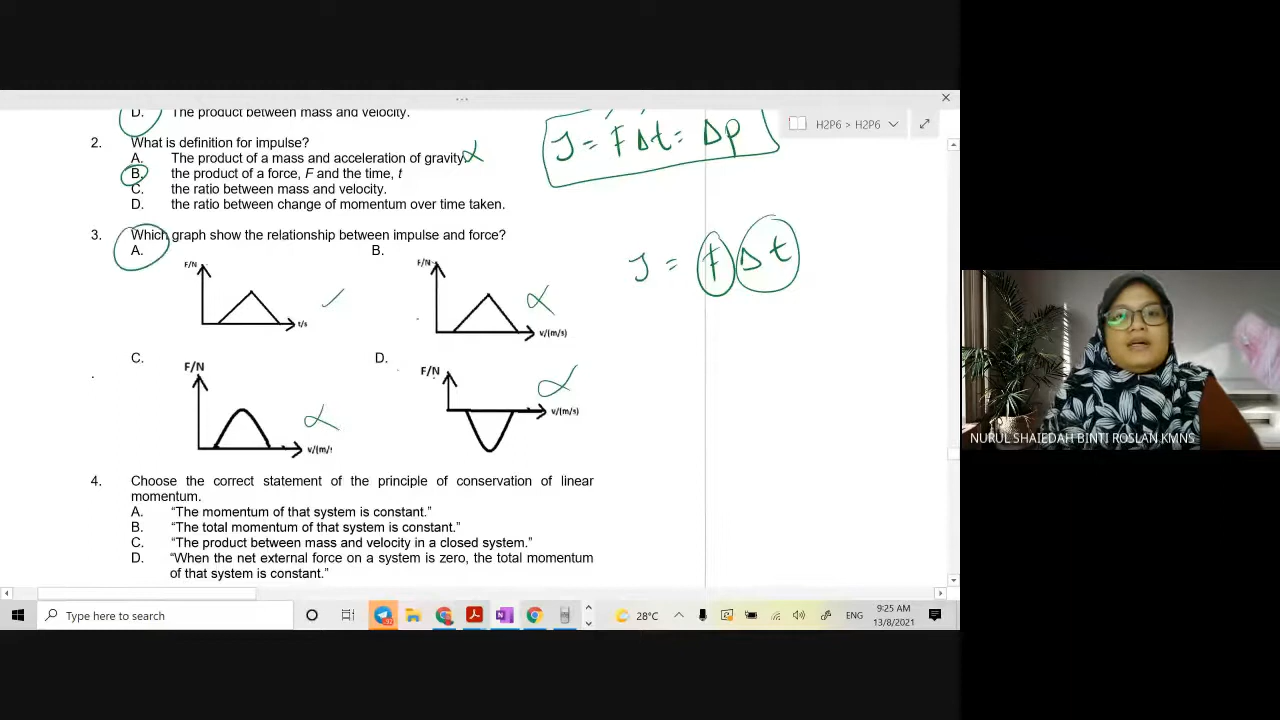 D. The product between mass and velocity.
J = F Δt = Δp
H2P6 > H2P6
2. What is definition for impulse?
A. The product of a mass and acceleration of gravity.
B. the product of a force, F and the time, t
C. the ratio between mass and velocity.
D. the ratio between change of momentum over time taken.
3. Which graph show the relationship between impulse and force?
A. B.
J = F Δt
F/N
t/s
F/N
v/(m/s)
C. D.
F/N
v/(m/s
F/N
v/(m/s)
4. Choose the correct statement of the principle of conservation of linear
momentum.
A. “The momentum of that system is constant.”
B. “The total momentum of that system is constant.”
C. “The product between mass and velocity in a closed system.”
D. “When the net external force on a system is zero, the total momentum
of that system is constant.”
NURUL SHAIEDAH BINTI ROSLAN KMNS
Type here to search
28°C
ENG
9:25 AM
13/8/2021